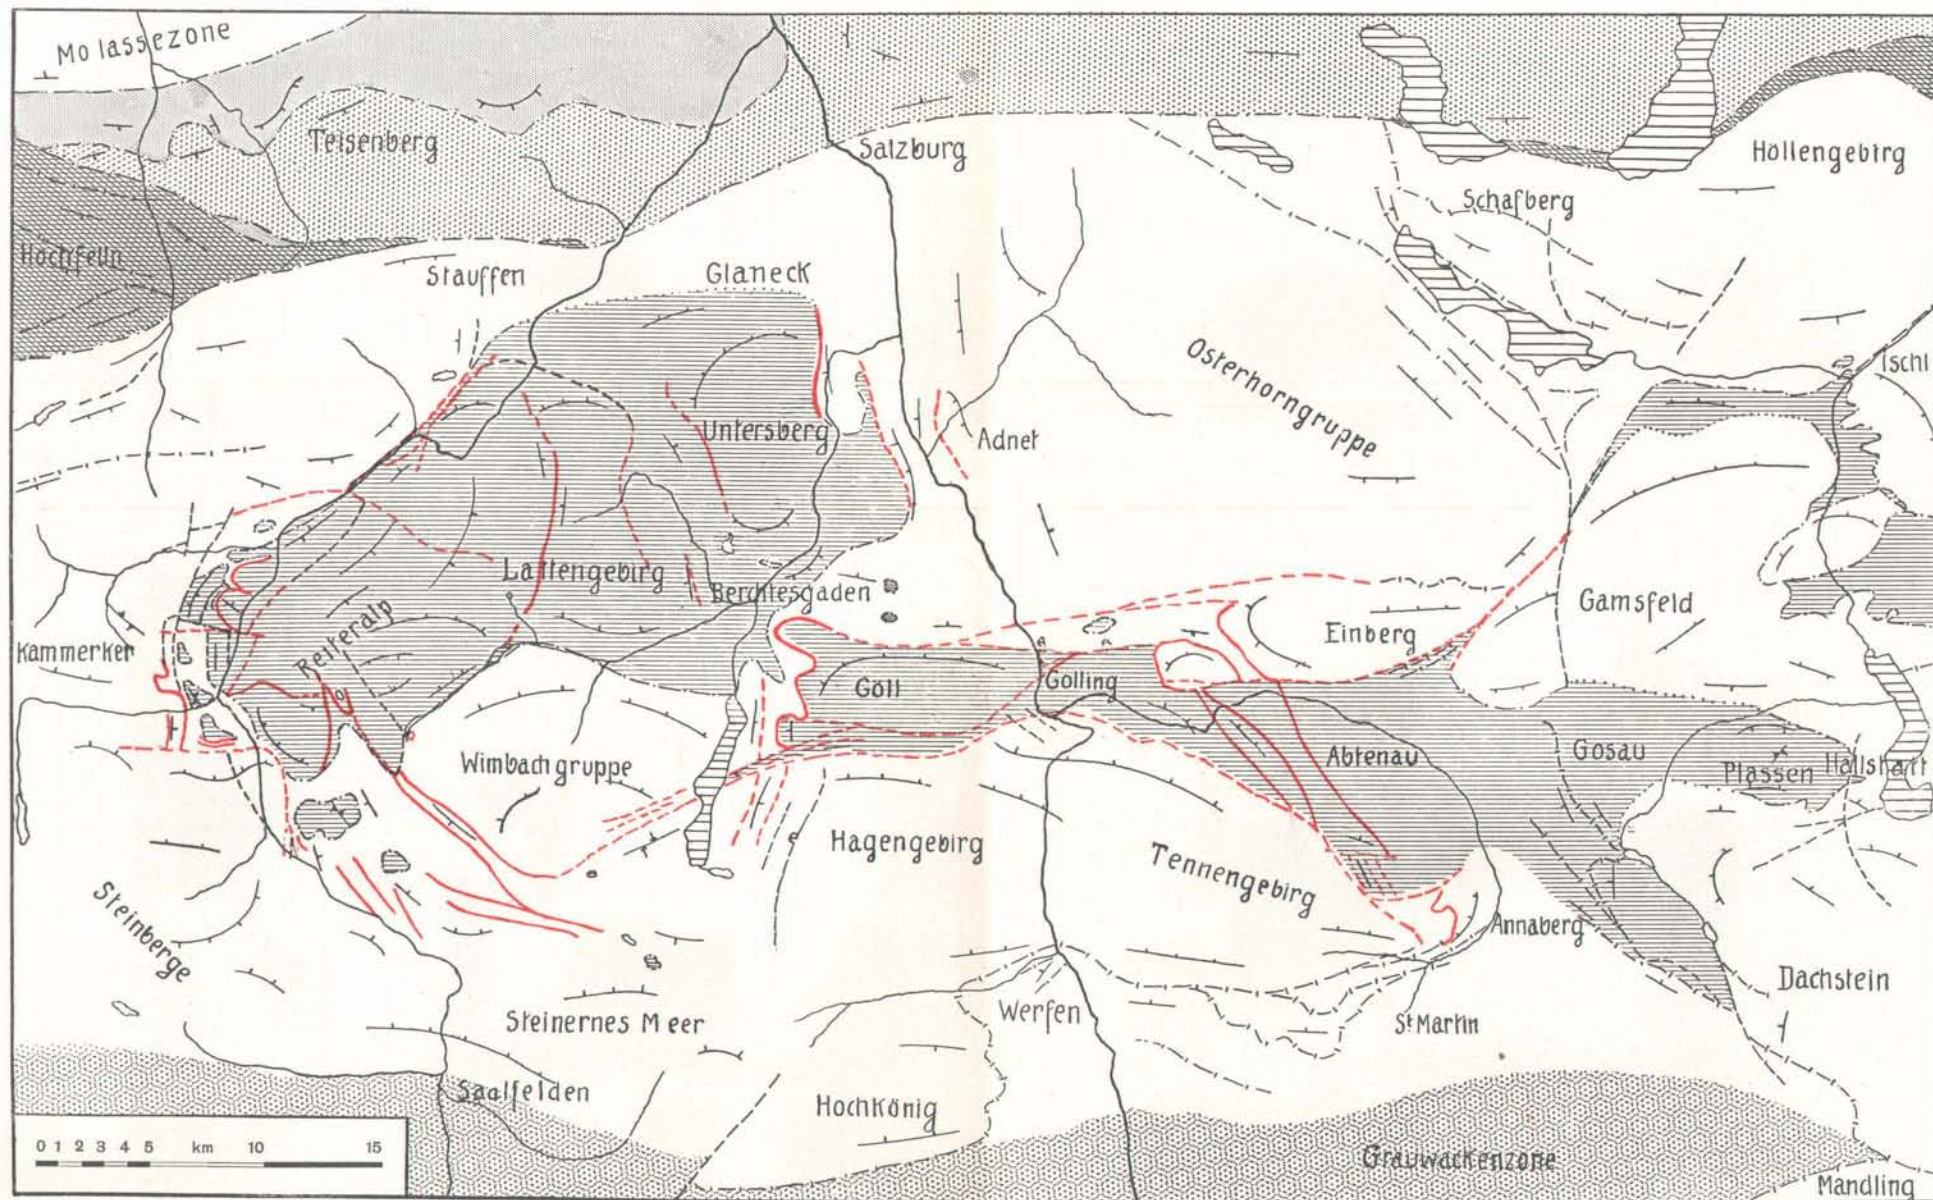 Molassezone
Teisenberg
Salzburg
Höllengebirg
Schafberg
Hochfelln
Stauffen
Glaneck
Osterhorngruppe
Ischl
Untersberg
Adnet
Lattengebirg
Berchtesgaden
Gamsfeld
Kammerker
Reiteralp
Einberg
Göll
Golling
Wimbachgruppe
Abtenau
Gosau
Plassen
Hallstatt
Hagengebirg
Tennengebirg
Steinberge
Annaberg
Dachstein
Steinernes Meer
Werfen
St Martin
Saalfelden
Hochkönig
0 1 2 3 4 5 km 10 15
Grauwackenzone
Mandling